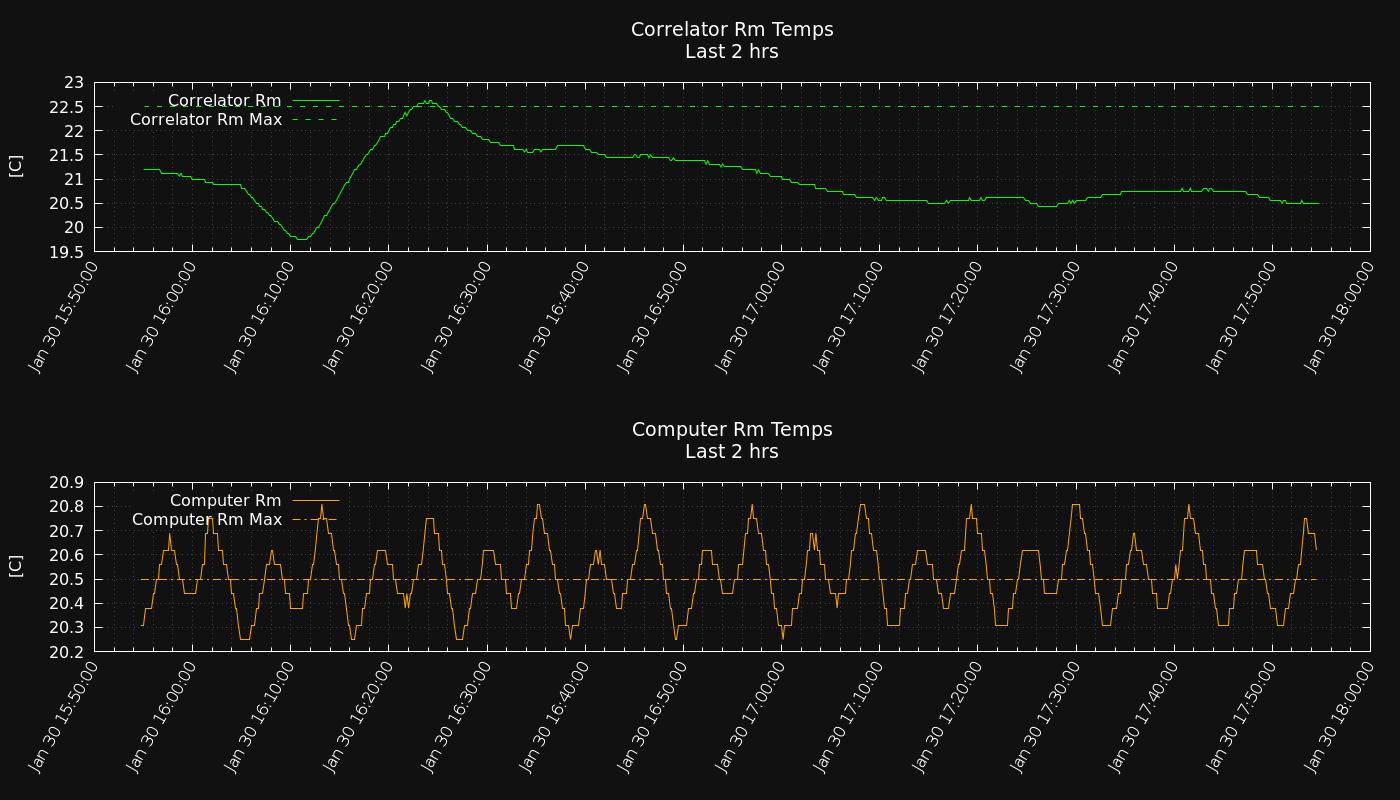 Correlator Rm Temps
Last 2 hrs
23
22.5
22
21.5
21
20.5
20
19.5
[C]
Correlator Rm
Correlator Rm Max
Jan 30 15:50:00
Jan 30 16:00:00
Jan 30 16:10:00
Jan 30 16:20:00
Jan 30 16:30:00
Jan 30 16:40:00
Jan 30 16:50:00
Jan 30 17:00:00
Jan 30 17:10:00
Jan 30 17:20:00
Jan 30 17:30:00
Jan 30 17:40:00
Jan 30 17:50:00
Jan 30 18:00:00
Computer Rm Temps
Last 2 hrs
20.9
20.8
20.7
20.6
20.5
20.4
20.3
20.2
[C]
Computer Rm
Computer Rm Max
Jan 30 15:50:00
Jan 30 16:00:00
Jan 30 16:10:00
Jan 30 16:20:00
Jan 30 16:30:00
Jan 30 16:40:00
Jan 30 16:50:00
Jan 30 17:00:00
Jan 30 17:10:00
Jan 30 17:20:00
Jan 30 17:30:00
Jan 30 17:40:00
Jan 30 17:50:00
Jan 30 18:00:00